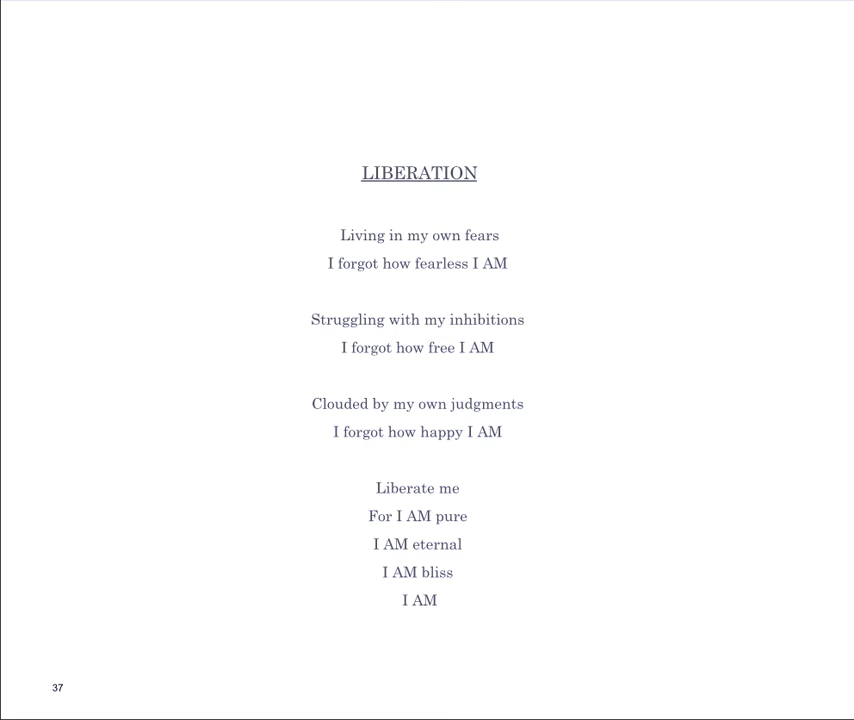 LIBERATION
Living in my own fears
I forgot how fearless I AM
Struggling with my inhibitions
I forgot how free I AM
Clouded by my own judgments
I forgot how happy I AM
Liberate me
For I AM pure
I AM eternal
I AM bliss
I AM
37